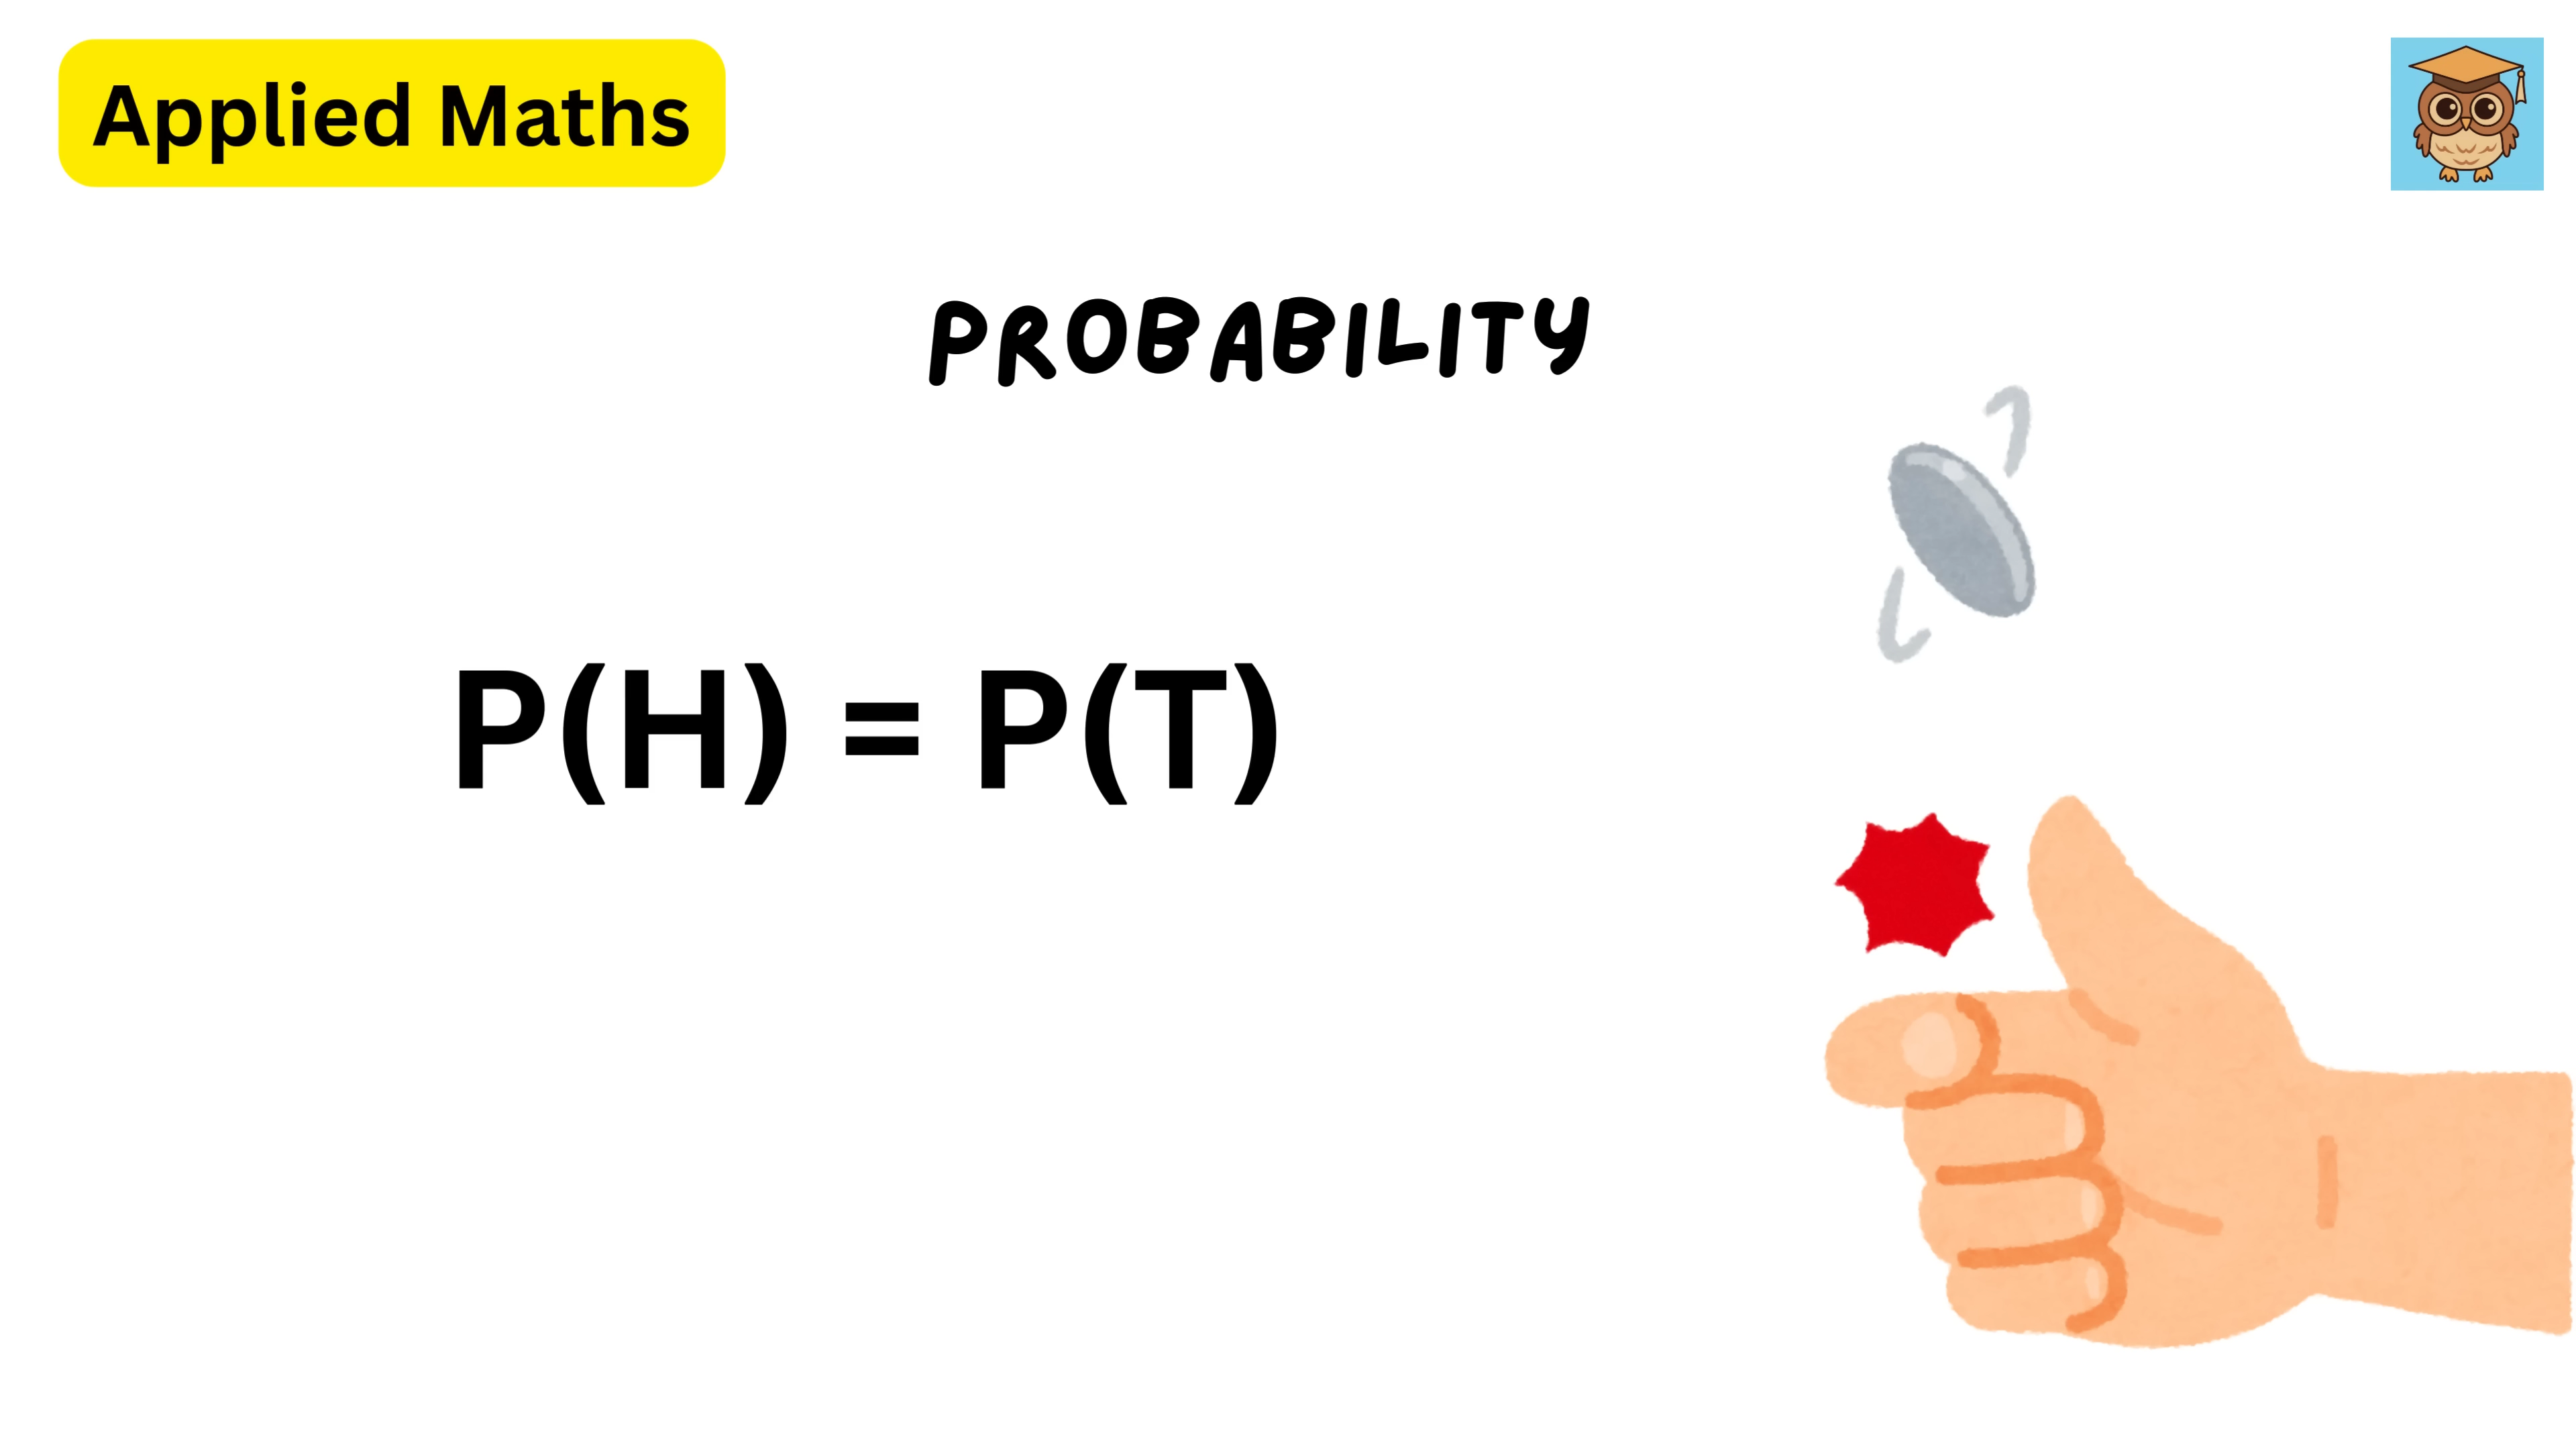 Applied Maths
PROBABILITY
P(H) = P(T)